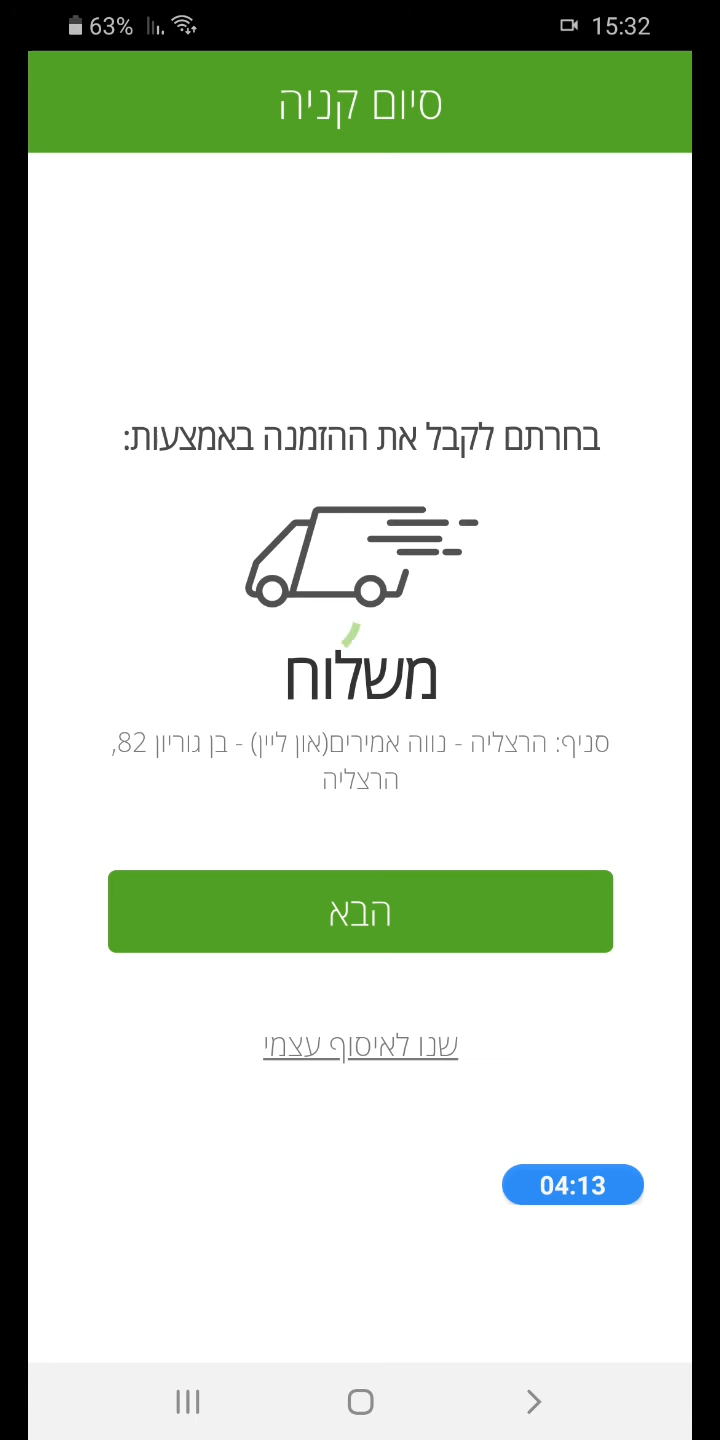 63%
15:32
סיום קניה
בחרתם לקבל את ההזמנה באמצעות:
משלוח
סניף: הרצליה - נווה אמירים(און ליין) - בן גוריון 82,
הרצליה
הבא
שנו לאיסוף עצמי
04:13